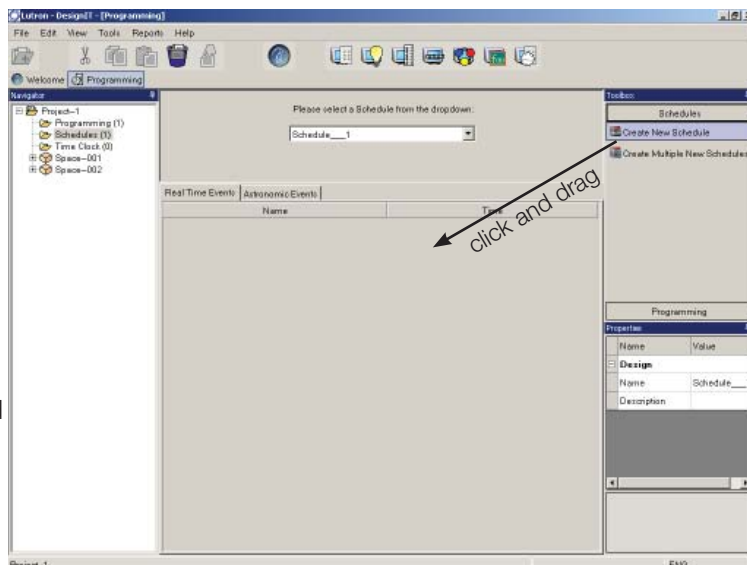 Lutron - DesignIT - [Programming]
File Edit View Tools Reports Help
Welcome Programming
Navigator
Project-1
Programming (1)
Schedules (1)
Time Clock (0)
Space-001
Space-002
Please select a Schedule from the dropdown:
Schedule___1
Real Time Events Astronomic Events
Name Time
click and drag
Toolbox
Schedules
Create New Schedule
Create Multiple New Schedules
Programming
Properties
Name Value
Design
Name Schedule___
Description
Project-1 ENG